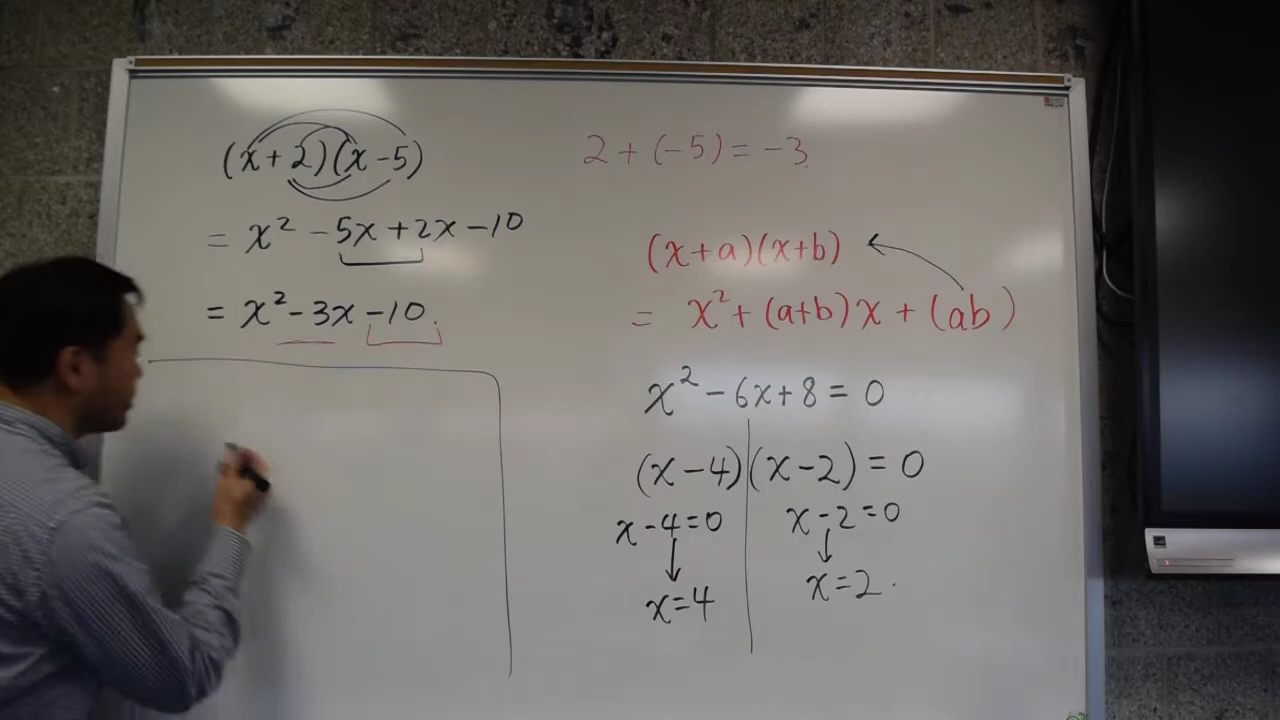 (x+2)(x-5)
= x² -5x+2x-10
= x²-3x-10.
2+(-5)=-3.
(x+a)(x+b)
= x²+(a+b)x+(ab)
x²-6x+8=0
(x-4)(x-2)=0
x-4=0
x=4
x-2=0
x=2.